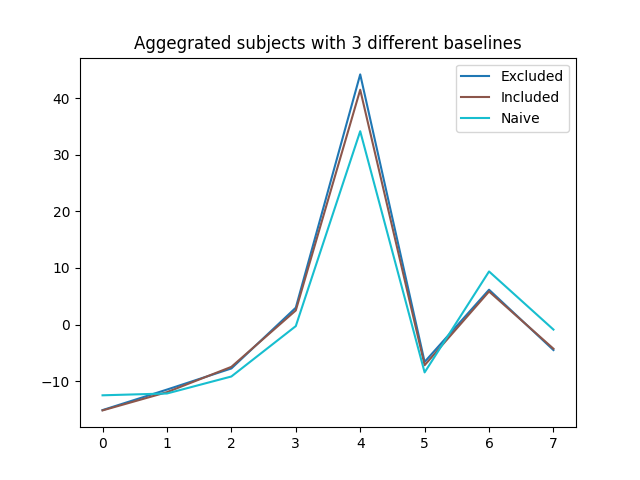 Aggegrated subjects with 3 different baselines
Excluded
Included
Naive
40
30
20
10
0
−10
0 1 2 3 4 5 6 7